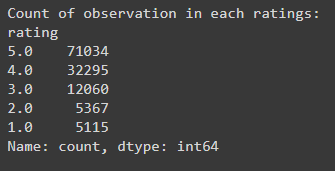 Count of observation in each ratings:
rating
5.0    71034
4.0    32295
3.0    12060
2.0     5367
1.0     5115
Name: count, dtype: int64